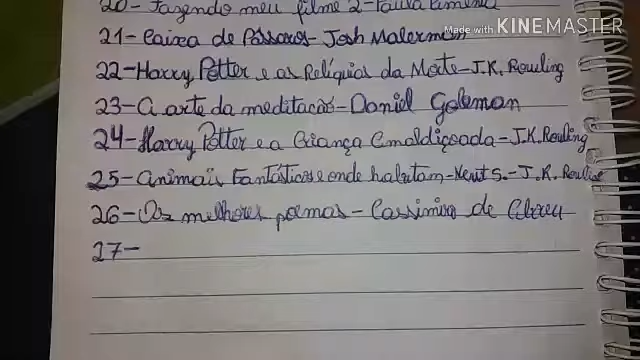 20- Fazendo meu filme 2- Paula Pimenta
Made with KINEMASTER
21- Caixa de Pássaros- Josh Malerman
22- Harry Potter e as Relíquias da Morte- J.K. Rowling
23- A arte da meditação- Daniel Goleman
24- Harry Potter e a Criança Amaldiçoada- J.K. Rowling
25- Animais Fantásticos e onde habitam- S.- J.K. Rowling
26- Os melhores poemas- Cassimiro de Abreu
27-